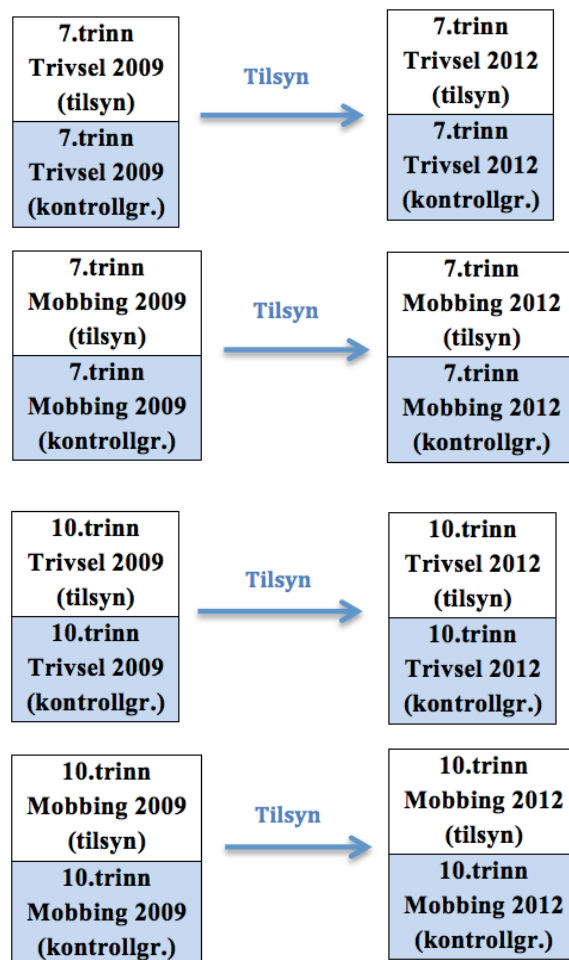 7.trinn
Trivsel 2009
(tilsyn)
7.trinn
Trivsel 2009
(kontrollgr.)
Tilsyn
7.trinn
Trivsel 2012
(tilsyn)
7.trinn
Trivsel 2012
(kontrollgr.)
7.trinn
Mobbing 2009
(tilsyn)
7.trinn
Mobbing 2009
(kontrollgr.)
Tilsyn
7.trinn
Mobbing 2012
(tilsyn)
7.trinn
Mobbing 2012
(kontrollgr.)
10.trinn
Trivsel 2009
(tilsyn)
10.trinn
Trivsel 2009
(kontrollgr.)
Tilsyn
10.trinn
Trivsel 2012
(tilsyn)
10.trinn
Trivsel 2012
(kontrollgr.)
10.trinn
Mobbing 2009
(tilsyn)
10.trinn
Mobbing 2009
(kontrollgr.)
Tilsyn
10.trinn
Mobbing 2012
(tilsyn)
10.trinn
Mobbing 2012
(kontrollgr.)